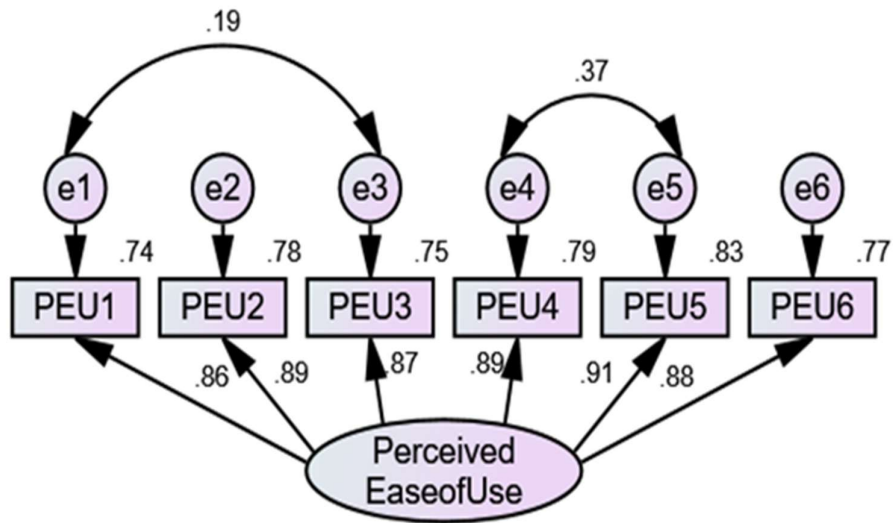 .19
.37
e1 e2 e3 e4 e5 e6
.74 .78 .75 .79 .83 .77
PEU1 PEU2 PEU3 PEU4 PEU5 PEU6
.86 .89 .87 .89 .91 .88
Perceived
EaseofUse